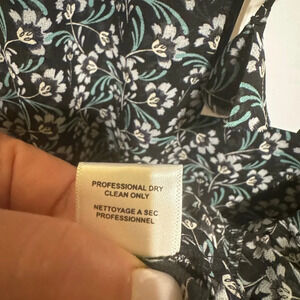 PROFESSIONAL DRY
CLEAN ONLY
NETTOYAGE A SEC
PROFESSIONNEL